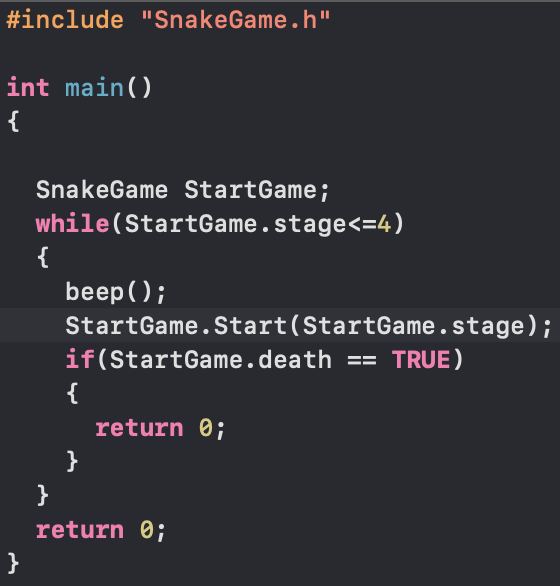 #include "SnakeGame.h"
int main()
{
SnakeGame StartGame;
while(StartGame.stage<=4)
{
beep();
StartGame.Start(StartGame.stage);
if(StartGame.death == TRUE)
{
return 0;
}
}
return 0;
}